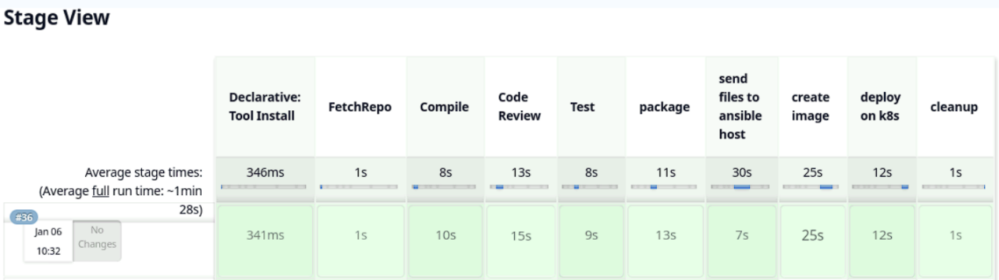 Stage View
Declarative:
Tool Install
FetchRepo
Compile
Code
Review
Test
package
send
files to
ansible
host
create
image
deploy
on k8s
cleanup
Average stage times:
(Average full run time: ~1min
28s)
346ms
1s
8s
13s
8s
11s
30s
25s
12s
1s
#36
Jan 06
10:32
No
Changes
341ms
1s
10s
15s
9s
13s
7s
25s
12s
1s